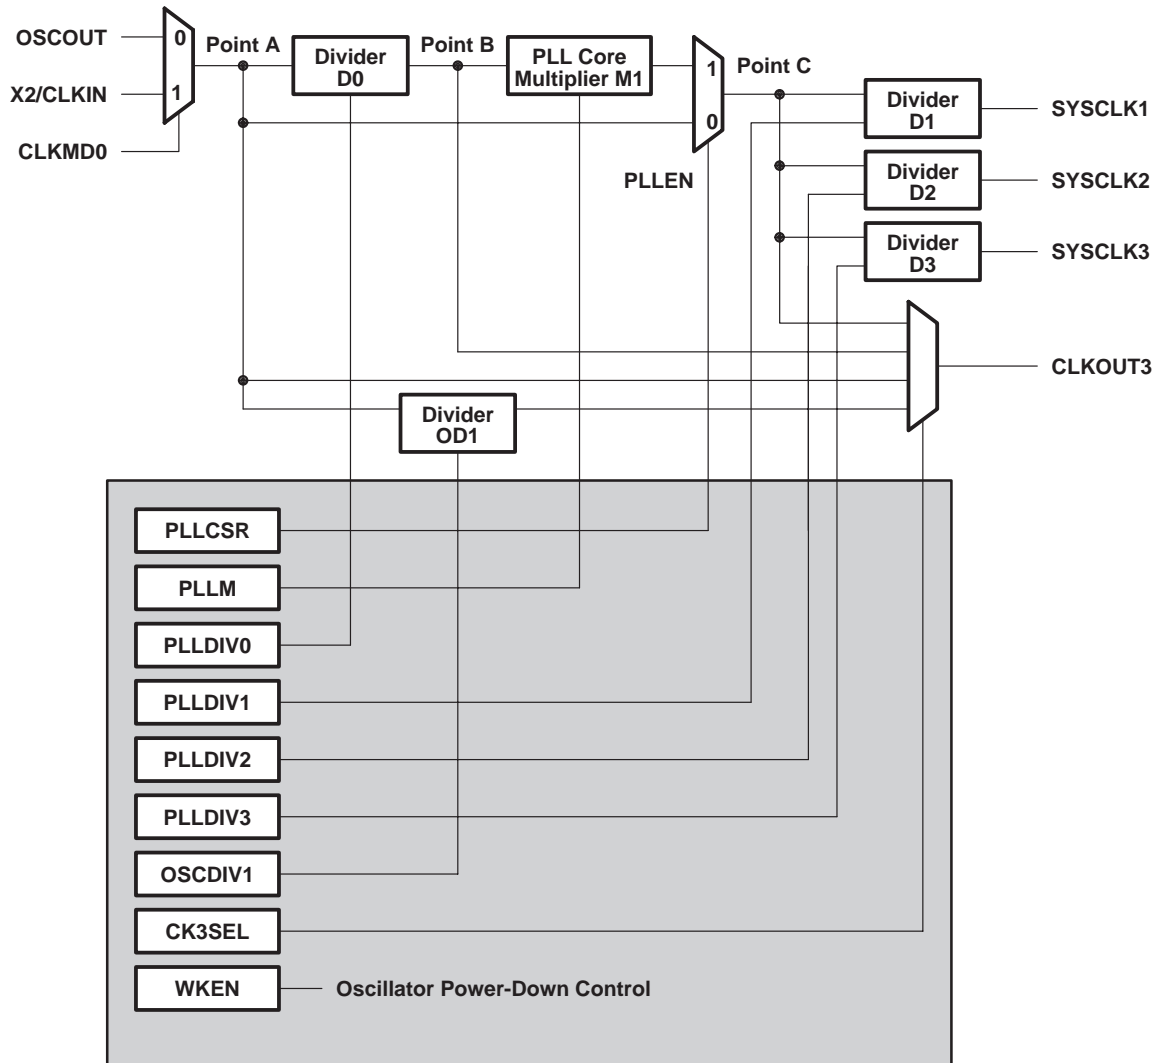 OSCOUT
0
Point A
Divider
D0
Point B
PLL Core
Multiplier M1
1
Point C
X2/CLKIN
1
0
Divider
D1
SYSCLK1
CLKMD0
PLLEN
Divider
D2
SYSCLK2
Divider
D3
SYSCLK3
CLKOUT3
Divider
OD1
PLLCSR
PLLM
PLLDIV0
PLLDIV1
PLLDIV2
PLLDIV3
OSCDIV1
CK3SEL
WKEN
Oscillator Power-Down Control